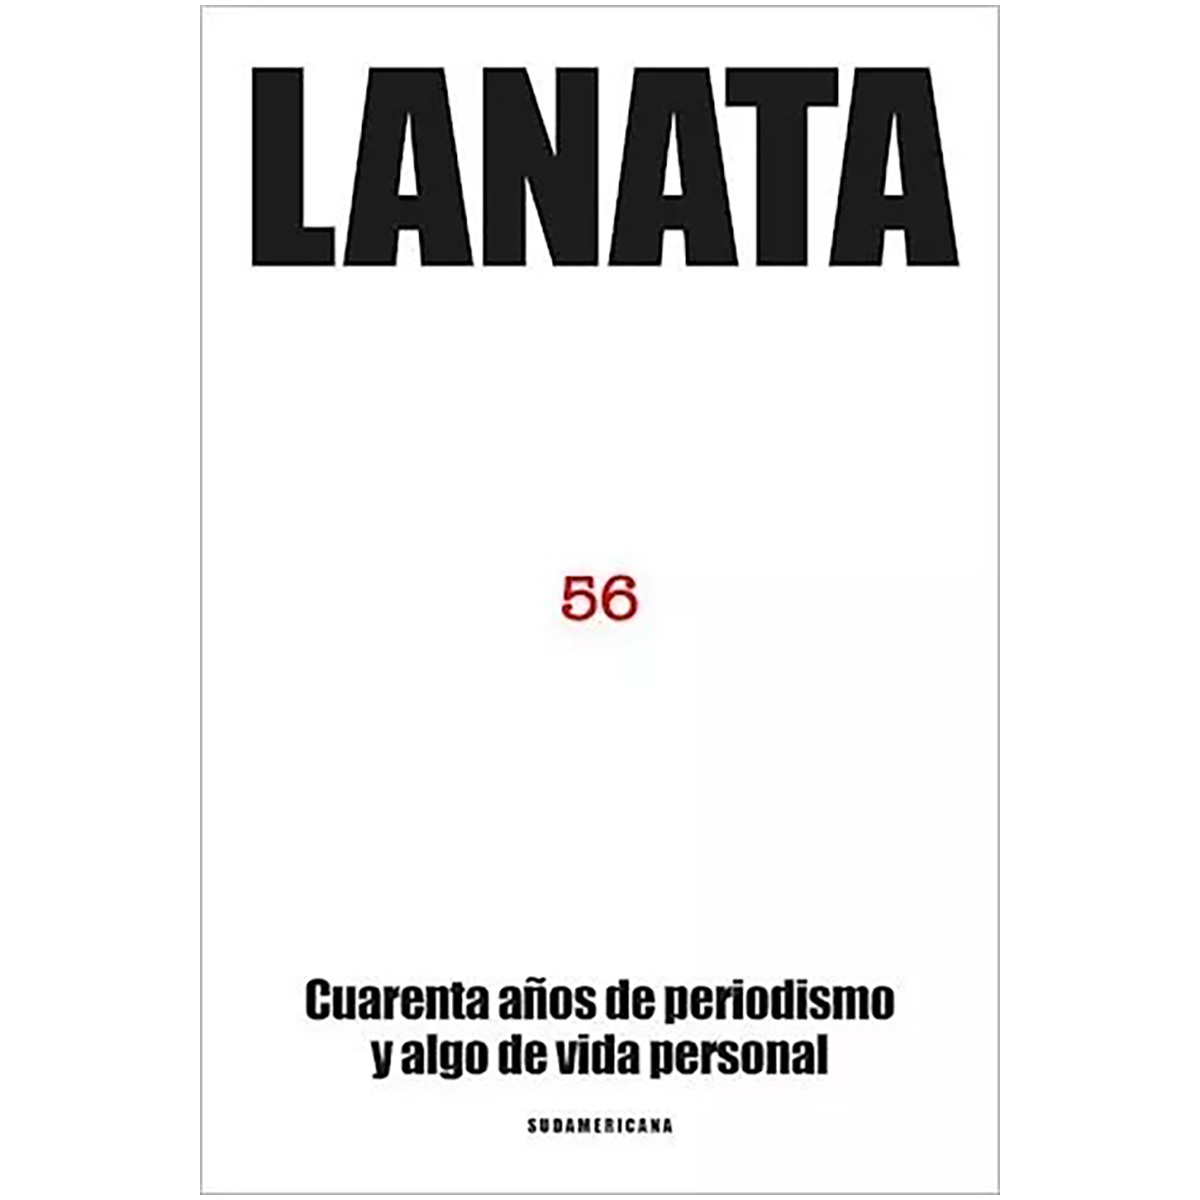 LANATA
56
Cuarenta años de periodismo
y algo de vida personal
SUDAMERICANA